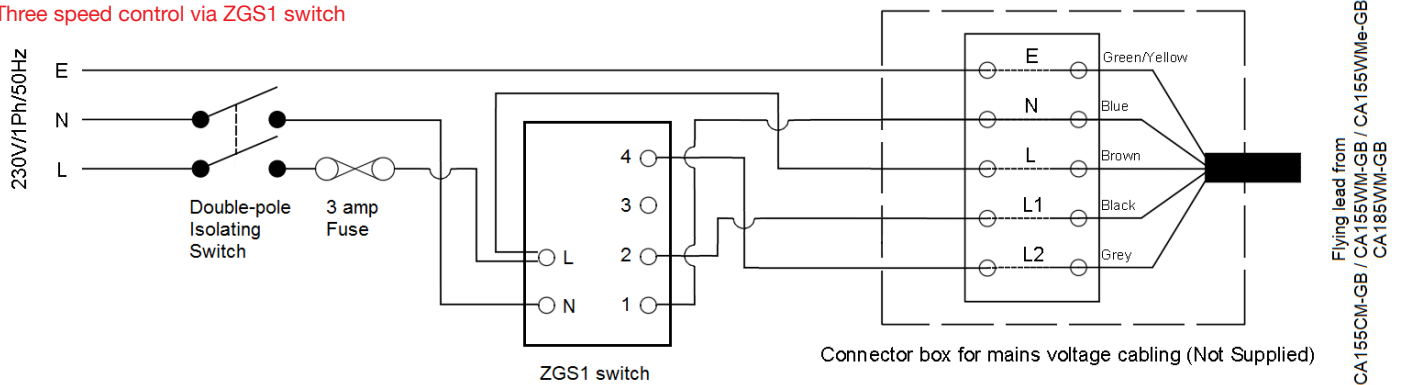 Three speed control via ZGS1 switch
230V/1Ph/50Hz
E
N
L
Double-pole
Isolating
Switch
3 amp
Fuse
L
N
4
3
2
1
ZGS1 switch
E
N
L
L1
L2
Green/Yellow
Blue
Brown
Black
Grey
Connector box for mains voltage cabling (Not Supplied)
Flying lead from
CA155CM-GB / CA155WM-GB / CA155WMe-GB
CA185WM-GB